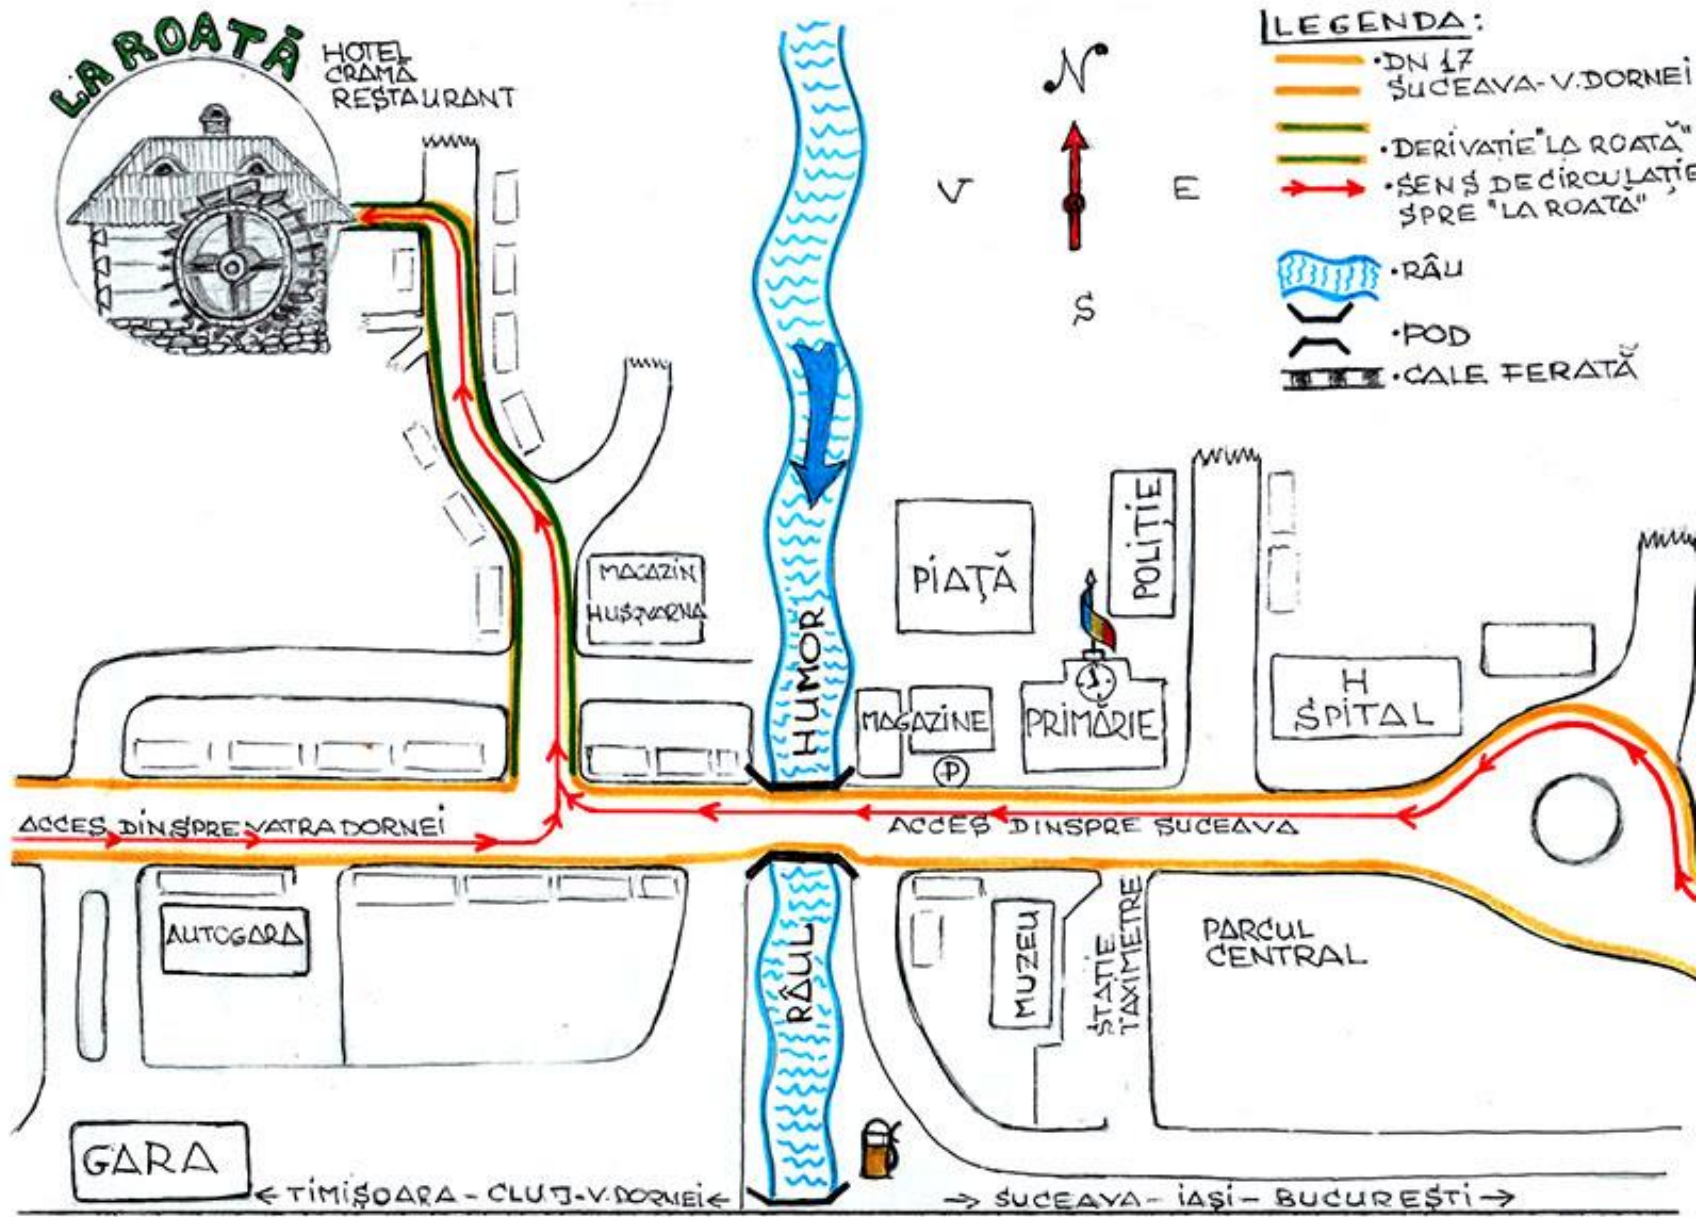 LA ROATĂ
HOTEL
CRAMĂ
RESTAURANT
N
V
E
S
LEGENDA:
•DN 17
SUCEAVA-V.DORNEI
•DERIVAȚIE "LA ROATĂ"
•SENS DE CIRCULAȚIE
SPRE "LA ROATĂ"
•RÂU
•POD
•CALE FERATĂ
MAGAZIN
HUSQVARNA
PIAȚĂ
POLIȚIE
HUMOR
MAGAZINE
P
PRIMĂRIE
H
SPITAL
ACCES DINSPRE VATRA DORNEI
ACCES DINSPRE SUCEAVA
AUTOGARA
RÂUL
MUZEU
STAȚIE
TAXIMETRE
PARCUL
CENTRAL
GARA
← TIMIȘOARA - CLUJ-V.DORNEI ←
→ SUCEAVA - IAȘI - BUCUREȘTI →